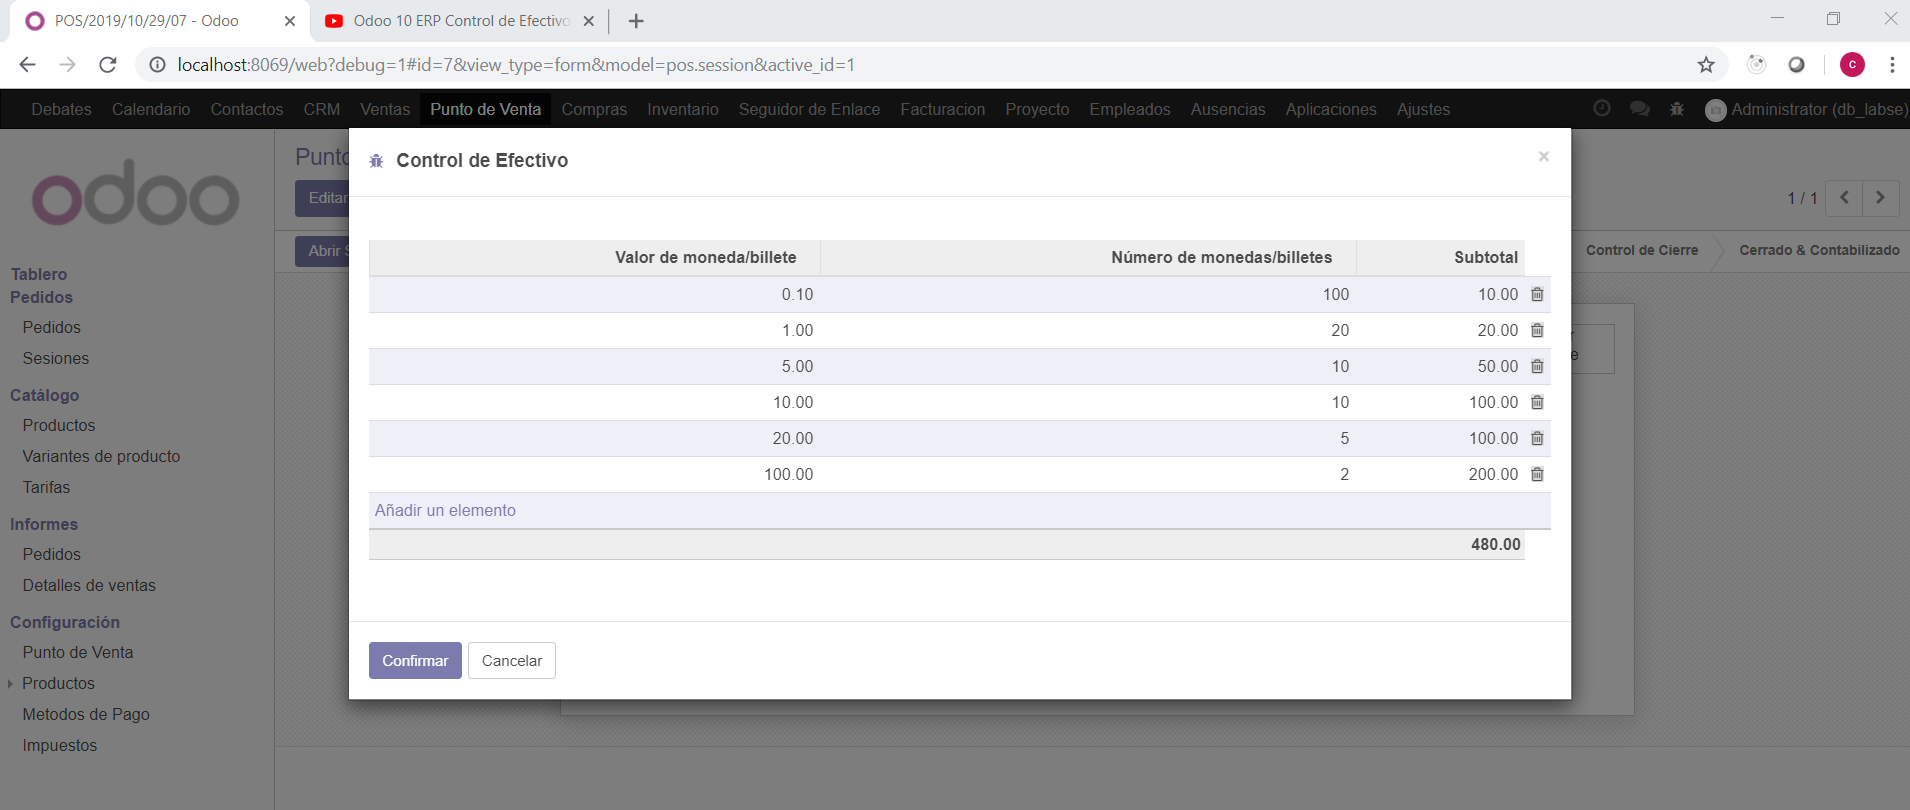 POS/2019/10/29/07 - Odoo
Odoo 10 ERP Control de Efectivo
localhost:8069/web?debug=1#id=7&view_type=form&model=pos.session&active_id=1
C
Debates Calendario Contactos CRM Ventas Punto de Venta Compras Inventario Seguidor de Enlace Facturacion Proyecto Empleados Ausencias Aplicaciones Ajustes Administrator (db_labse)
odoo
Tablero
Pedidos
Pedidos
Sesiones
Catálogo
Productos
Variantes de producto
Tarifas
Informes
Pedidos
Detalles de ventas
Configuración
Punto de Venta
Productos
Metodos de Pago
Impuestos
Punto
Editar
1 / 1
Abrir S
Control de Cierre
Cerrado & Contabilizado
Control de Efectivo
Valor de moneda/billete Número de monedas/billetes Subtotal
0.10 100 10.00
1.00 20 20.00
5.00 10 50.00
10.00 10 100.00
20.00 5 100.00
100.00 2 200.00
Añadir un elemento
480.00
Confirmar Cancelar